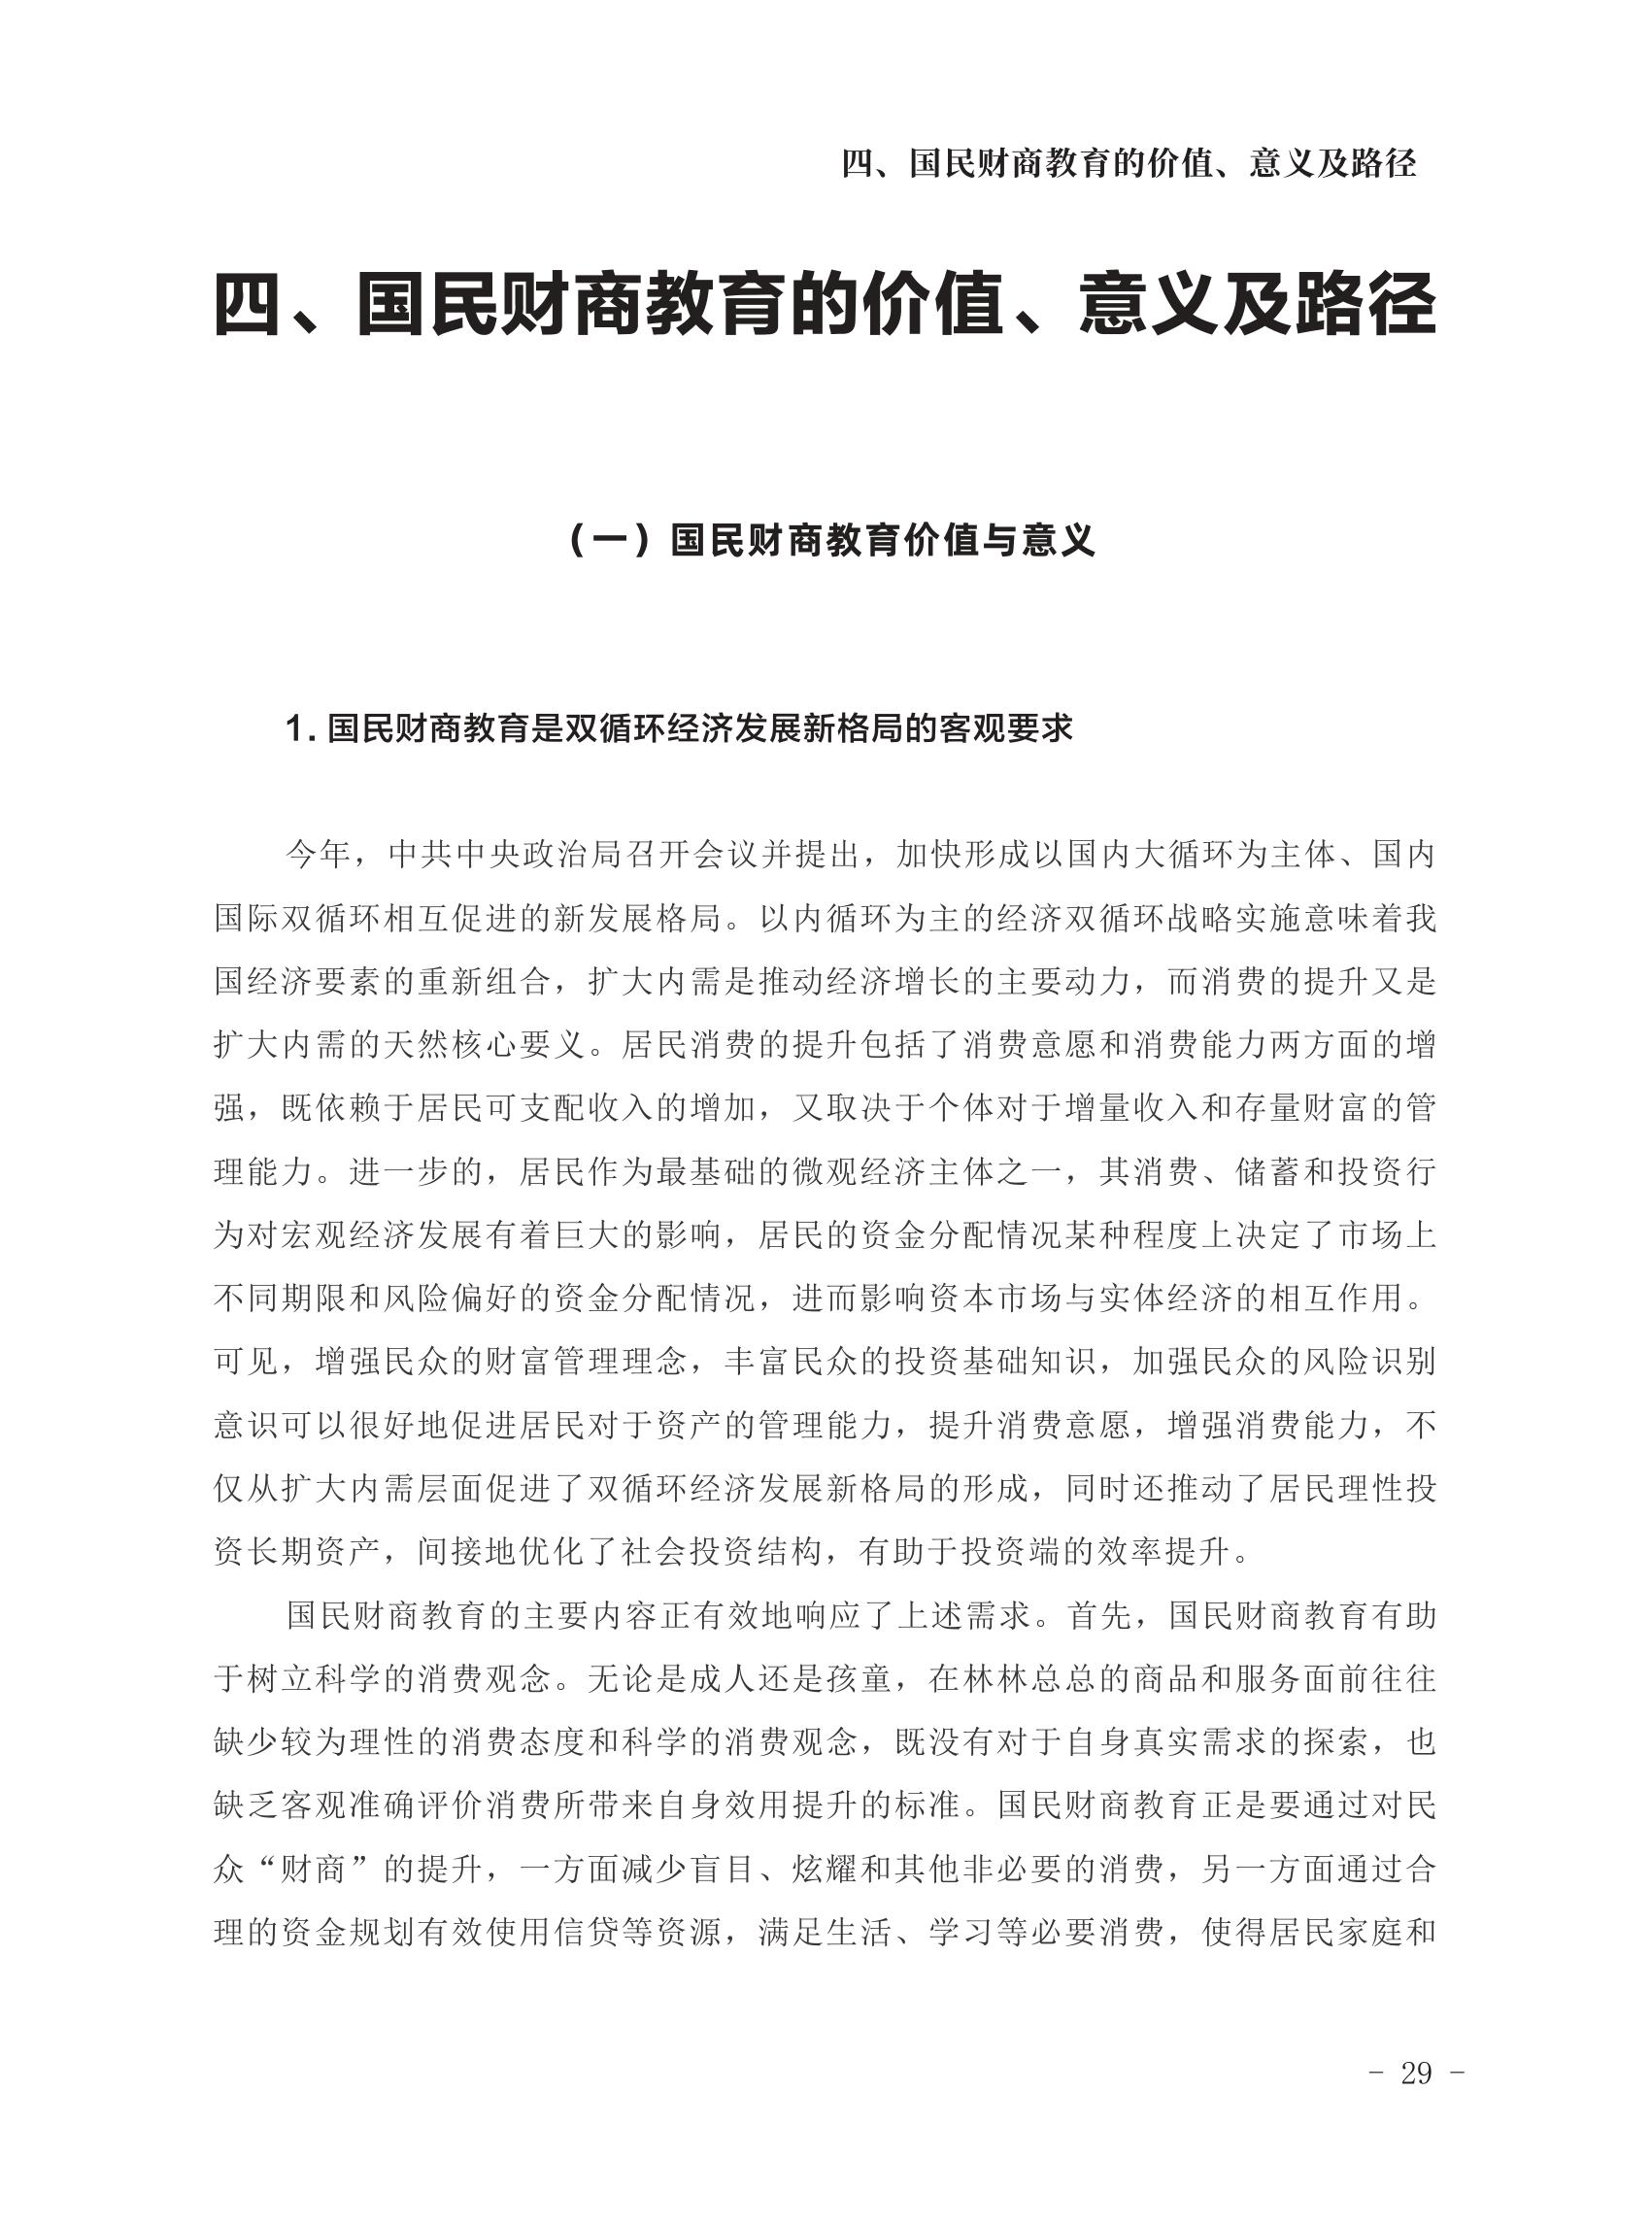 四、国民财商教育的价值、意义及路径
四、国民财商教育的价值、意义及路径
（一）国民财商教育价值与意义
1. 国民财商教育是双循环经济发展新格局的客观要求
今年，中共中央政治局召开会议并提出，加快形成以国内大循环为主体、国内
国际双循环相互促进的新发展格局。以内循环为主的经济双循环战略实施意味着我
国经济要素的重新组合，扩大内需是推动经济增长的主要动力，而消费的提升又是
扩大内需的天然核心要义。居民消费的提升包括了消费意愿和消费能力两方面的增
强，既依赖于居民可支配收入的增加，又取决于个体对于增量收入和存量财富的管
理能力。进一步的，居民作为最基础的微观经济主体之一，其消费、储蓄和投资行
为对宏观经济发展有着巨大的影响，居民的资金分配情况某种程度上决定了市场上
不同期限和风险偏好的资金分配情况，进而影响资本市场与实体经济的相互作用。
可见，增强民众的财富管理理念，丰富民众的投资基础知识，加强民众的风险识别
意识可以很好地促进居民对于资产的管理能力，提升消费意愿，增强消费能力，不
仅从扩大内需层面促进了双循环经济发展新格局的形成，同时还推动了居民理性投
资长期资产，间接地优化了社会投资结构，有助于投资端的效率提升。
国民财商教育的主要内容正有效地响应了上述需求。首先，国民财商教育有助
于树立科学的消费观念。无论是成人还是孩童，在林林总总的商品和服务面前往往
缺少较为理性的消费态度和科学的消费观念，既没有对于自身真实需求的探索，也
缺乏客观准确评价消费所带来自身效用提升的标准。国民财商教育正是要通过对民
众“财商”的提升，一方面减少盲目、炫耀和其他非必要的消费，另一方面通过合
理的资金规划有效使用信贷等资源，满足生活、学习等必要消费，使得居民家庭和
- 29 -